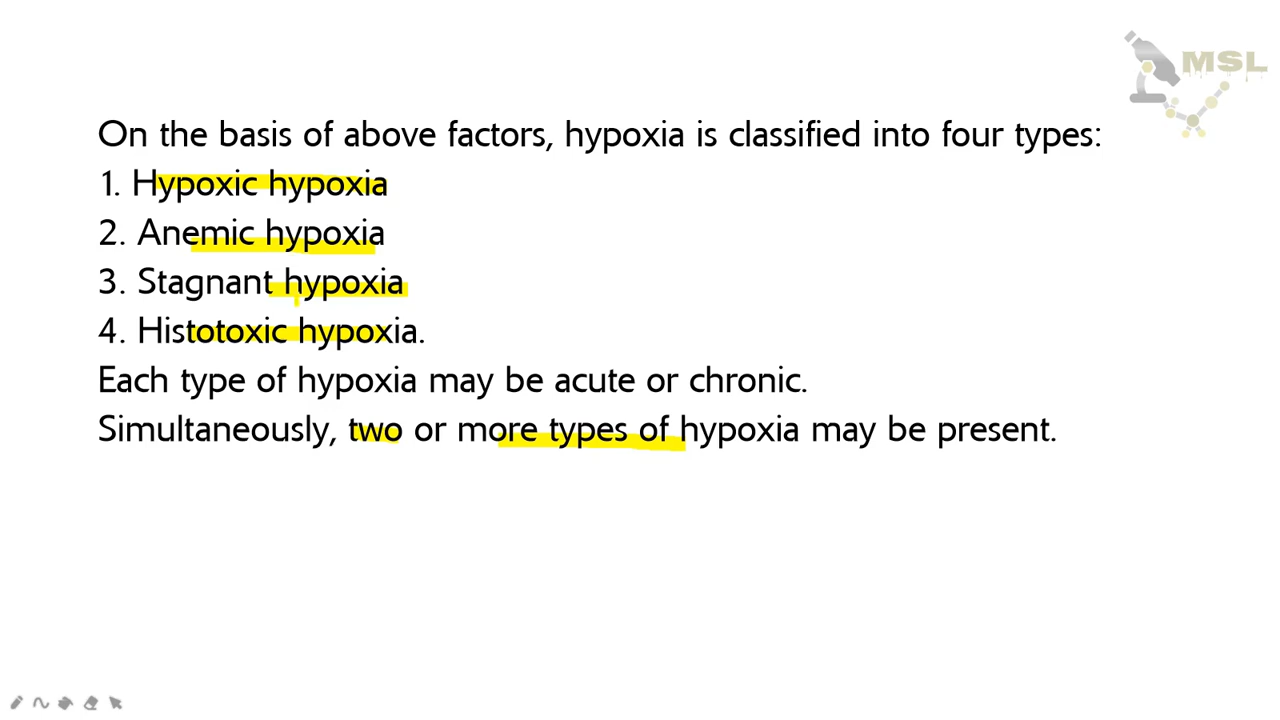 MSL
On the basis of above factors, hypoxia is classified into four types:
1. Hypoxic hypoxia
2. Anemic hypoxia
3. Stagnant hypoxia
4. Histotoxic hypoxia.
Each type of hypoxia may be acute or chronic.
Simultaneously, two or more types of hypoxia may be present.